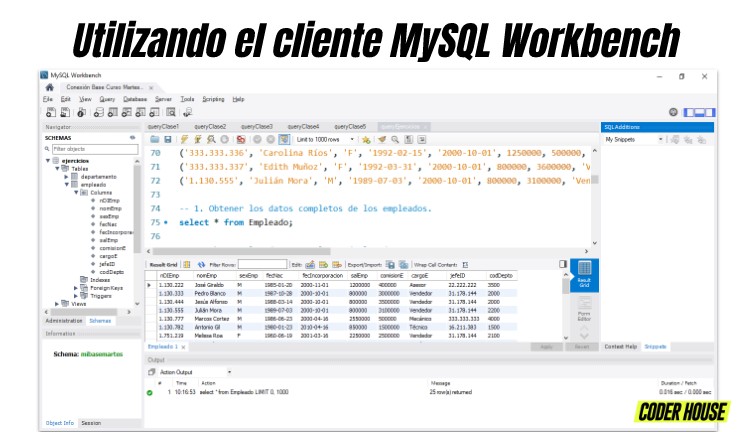 Utilizando el cliente MySQL Workbench
MySQL Workbench
Conexión Base Curso Martes...
File Edit View Query Database Server Tools Scripting Help
Navigator
SCHEMAS
Filter objects
ejercicios
Tables
departamento
empleado
Columns
nDIEmp
nomEmp
sexEmp
fecNac
fecIncorporac
salEmp
comisionE
cargoE
jefeID
codDepto
Indexes
Foreign Keys
Triggers
Views
Administration Schemas
Information
Schema: mibasemartes
Object Info Session
queryClase1 queryClase2 queryClase3 queryClase4 queryClase5
Limit to 1000 rows
70 ('333.333.336', 'Carolina Ríos', 'F', '1992-02-15', '2000-10-01', 1250000, 500000,
71 ('333.333.337', 'Edith Muñoz', 'F', '1992-03-31', '2000-10-01', 800000, 3600000, 'V
72 ('1.130.555', 'Julián Mora', 'M', '1989-07-03', '2000-10-01', 800000, 3100000, 'Ven
73
74 -- 1. Obtener los datos completos de los empleados.
75 select * from Empleado;
76
Result Grid Filter Rows: Edit: Export/Import: Wrap Cell Content:
nDIEmp nomEmp sexEmp fecNac fecIncorporacion salEmp comisionE cargoE jefeID codDepto
1.130.222 José Giraldo M 1985-01-20 2000-11-01 1200000 400000 Asesor 22.222.222 3500
1.130.333 Pedro Blanco M 1987-10-28 2000-10-01 800000 3000000 Vendedor 31.178.144 2000
1.130.444 Jesús Alfonso M 1988-03-14 2000-10-01 800000 3500000 Vendedor 31.178.144 2000
1.130.555 Julián Mora M 1989-07-03 2000-10-01 800000 3100000 Vendedor 31.178.144 2200
1.130.777 Marcos Cortez M 1986-06-23 2000-04-16 2550000 500000 Mecánico 333.333.333 4000
1.130.782 Antonio Gil M 1980-01-23 2010-04-16 850000 1500000 Técnico 16.211.383 1500
1.751.219 Melissa Roa F 1960-06-19 2001-03-16 2250000 2500000 Vendedor 31.178.144 2100
Result Grid
Form Editor
Empleado 1
Apply Revert
SQLAdditions
My Snippets
Context Help Snippets
Output
Action Output
# Time Action Message Duration / Fetch
1 10:16:53 select * from Empleado LIMIT 0, 1000 25 row(s) returned 0.016 sec / 0.000 sec
CODER HOUSE